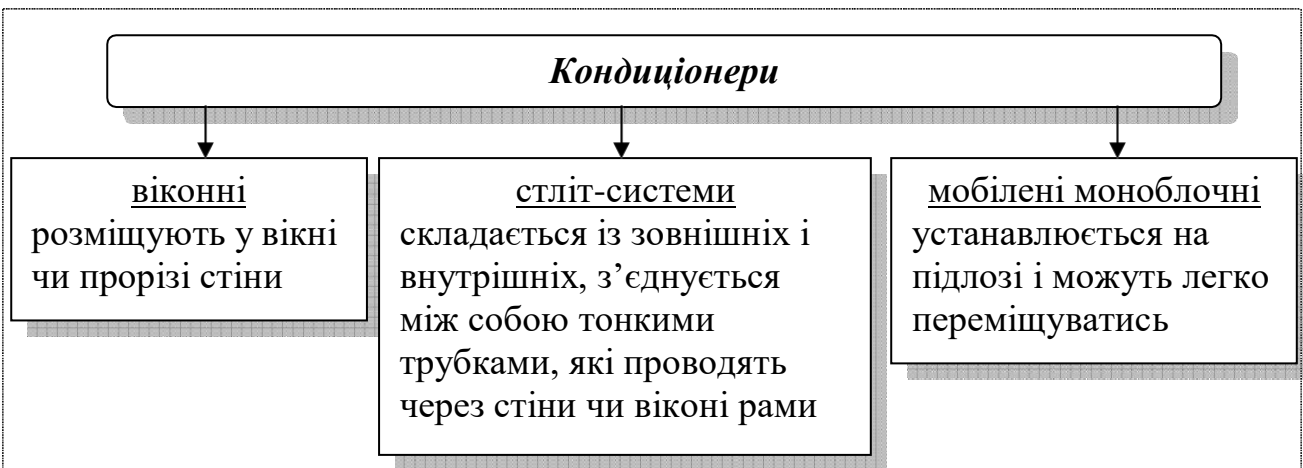 Кондиціонери
віконні
розміщують у вікні
чи прорізі стіни
стліт-системи
складається із зовнішніх і
внутрішніх, з’єднується
між собою тонкими
трубками, які проводять
через стіни чи віконі рами
мобілені моноблочні
устанавлюється на
підлозі і можуть легко
переміщуватись